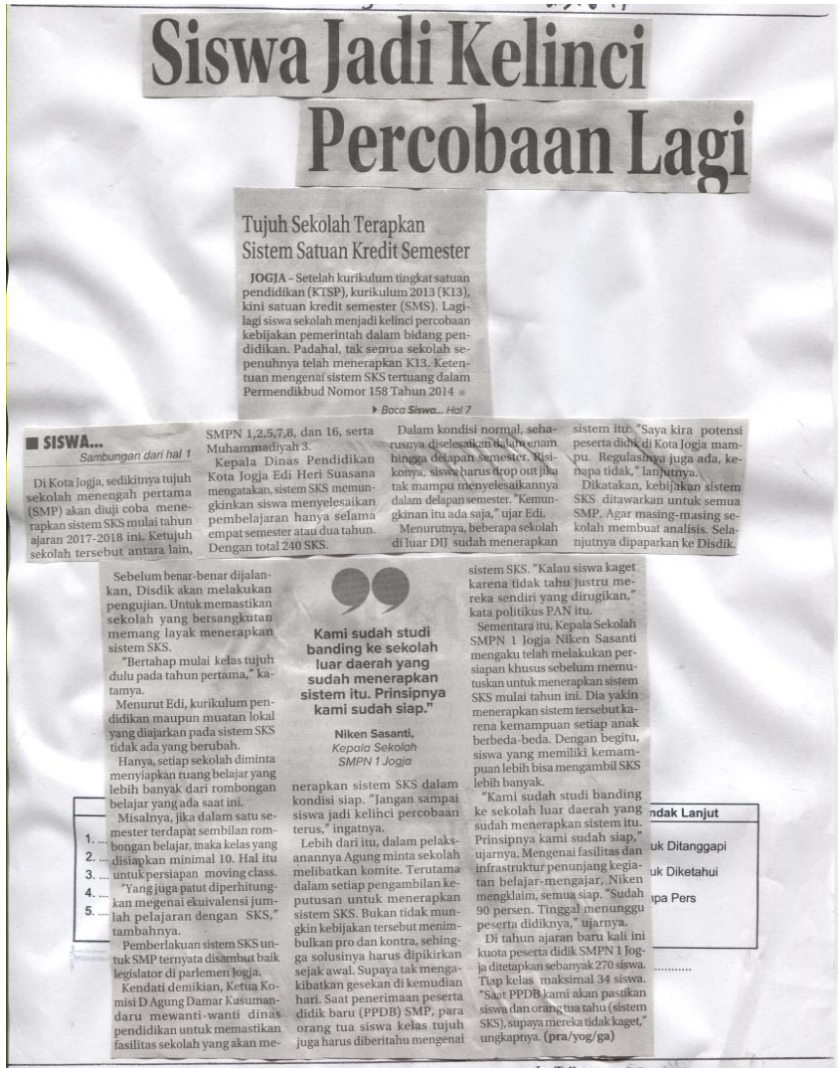 Siswa Jadi Kelinci
Percobaan Lagi
Tujuh Sekolah Terapkan
Sistem Satuan Kredit Semester
JOGJA - Setelah kurikulum tingkat satuan
pendidikan (KTSP), kurikulum 2013 (K13),
kini satuan kredit semester (SMS). Lagi-
lagi siswa sekolah menjadi kelinci percobaan
kebijakan pemerintah dalam bidang pen-
didikan. Padahal, tak semua sekolah se-
penuhnya telah menerapkan K13. Keten-
tuan mengenai sistem SKS tertuang dalam
Permendikbud Nomor 158 Tahun 2014
Baca Siswa... Hal 7
SISWA...
Sambungan dari hal 1
Di Kota Jogja, sedikitnya tujuh
sekolah menengah pertama
(SMP) akan diuji coba mene-
rapkan sistem SKS mulai tahun
ajaran 2017-2018 ini. Ketujuh
sekolah tersebut antara lain,
SMPN 1,2,5,7,8, dan 16, serta
Muhammadiyah 3.
Kepala Dinas Pendidikan
Kota Jogja Edi Heri Suasana
mengatakan, sistem SKS memun-
gkinkan siswa menyelesaikan
pembelajaran hanya selama
empat semester atau dua tahun.
Dengan total 240 SKS.
Dalam kondisi normal, seha-
rusnya diselesaikan dalam enam
hingga delapan semester. Risi-
konya, siswa harus drop out jika
tak mampu menyelesaikannya
dalam delapan semester. "Kemun-
gkinan itu ada saja," ujar Edi.
Menurutnya, beberapa sekolah
di luar DIJ sudah menerapkan
sistem itu. "Saya kira potensi
peserta didik di Kota Jogja mam-
pu. Regulasinya juga ada, ke-
napa tidak," lanjutnya.
Dikatakan, kebijakan sistem
SKS ditawarkan untuk semua
SMP. Agar masing-masing se-
kolah membuat analisis. Sela-
njutnya dipaparkan ke Disdik.
Sebelum benar-benar dijalan-
kan, Disdik akan melakukan
pengujian. Untuk memastikan
sekolah yang bersangkutan
memang layak menerapkan
sistem SKS.
"Bertahap mulai kelas tujuh
dulu pada tahun pertama," ka-
tamya.
Menurut Edi, kurikulum pen-
didikan maupun muatan lokal
yang diajarkan pada sistem SKS
tidak ada yang berubah.
Hanya, setiap sekolah diminta
menyiapkan ruang belajar yang
lebih banyak dari rombongan
belajar yang ada saat ini.
Misalnya, jika dalam satu se-
mester terdapat sembilan rom-
bongan belajar, maka kelas yang
disiapkan minimal 10. Hal itu
untuk persiapan moving class.
"Yang juga patut diperhitung-
kan megenai ekuivalensi jum-
lah pelajaran dengan SKS,"
tambahnya.
Pemberlakuan sistem SKS un-
tuk SMP ternyata disambut baik
legislator di parlemen Jogja.
Kendati demikian, Ketua Ko-
misi D Agung Damar Kusuman-
daru mewanti-wanti dinas
pendidikan untuk memastikan
fasilitas sekolah yang akan me-
Kami sudah studi
banding ke sekolah
luar daerah yang
sudah menerapkan
sistem itu. Prinsipnya
kami sudah siap."
Niken Sasanti,
Kepala Sekolah
SMPN 1 Jogja
nerapkan sistem SKS dalam
kondisi siap. "Jangan sampai
siswa jadi kelinci percobaan
terus," ingatnya.
Lebih dari itu, dalam pelaks-
anannya Agung minta sekolah
melibatkan komite. Terutama
dalam setiap pengambilan ke-
putusan untuk menerapkan
sistem SKS. Bukan tidak mun-
gkin kebijakan tersebut menim-
bulkan pro dan kontra, sehing-
ga solusinya harus dipikirkan
sejak awal. Supaya tak menga-
kibatkan gesekan di kemudian
hari. Saat penerimaan peserta
didik baru (PPDB) SMP, para
orang tua siswa kelas tujuh
juga harus diberitahu mengenai
sistem SKS. "Kalau siswa kaget
karena tidak tahu justru me-
reka sendiri yang dirugikan,"
kata politikus PAN itu.
Sementara itu, Kepala Sekolah
SMPN 1 Jogja Niken Sasanti
mengaku telah melakukan per-
siapan khusus sebelum memu-
tuskan untuk menerapkan sistem
SKS mulai tahun ini. Dia yakin
menerapkan sistem tersebut ka-
rena kemampuan setiap anak
berbeda-beda. Dengan begitu,
siswa yang memiliki kemam-
puan lebih bisa mengambil SKS
lebih banyak.
"Kami sudah studi banding
ke sekolah luar daerah yang
sudah menerapkan sistem itu.
Prinsipnya kami sudah siap,"
ujarnya. Mengenai fasilitas dan
infrastruktur penunjang kegia-
tan belajar-mengajar, Niken
mengklaim, semua siap. "Sudah
90 persen. Tinggal menunggu
peserta didiknya," ujarnya.
Di tahun ajaran baru kali ini
kuota peserta didik SMPN 1 Jog-
ja ditetapkan sebanyak 270 siswa.
Tiap kelas maksimal 34 siswa.
"Saat PPDB kami akan pastikan
siswa dan orang tua tahu (sistem
SKS), supaya mereka tidak kaget,"
ungkapnya. (pra/yog/ga)
1. ...
2. ...
3. ...
4. ...
5. ...
ndak Lanjut
uk Ditanggapi
uk Diketahui
npa Pers